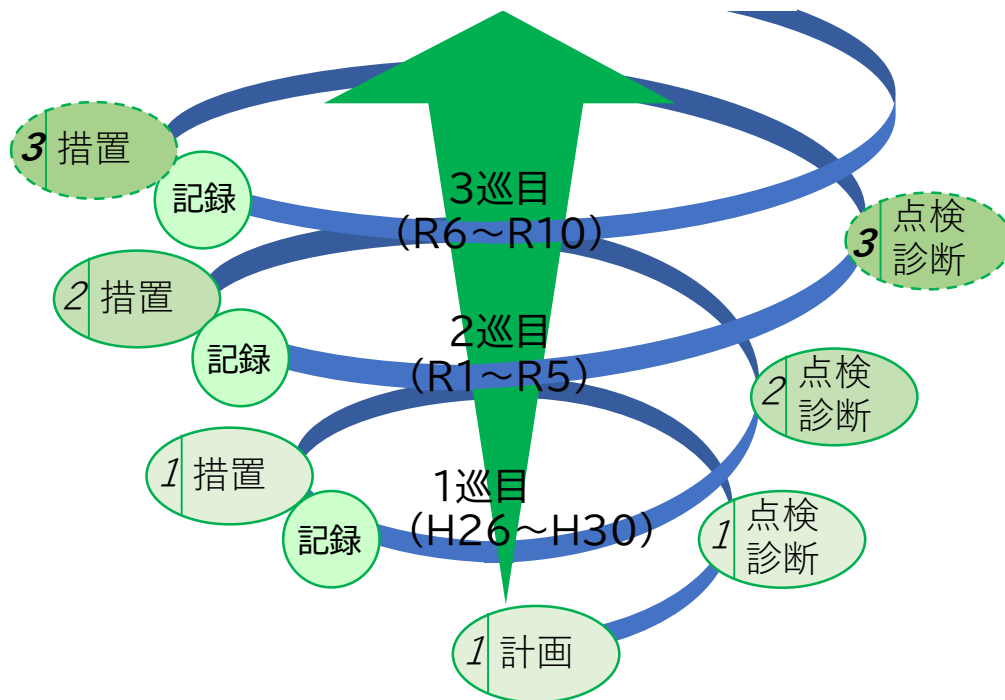 3 措置
記録
3巡目
(R6～R10)
3 点検
診断
2 措置
記録
2巡目
(R1～R5)
2 点検
診断
1 措置
記録
1巡目
(H26～H30)
1 点検
診断
1 計画